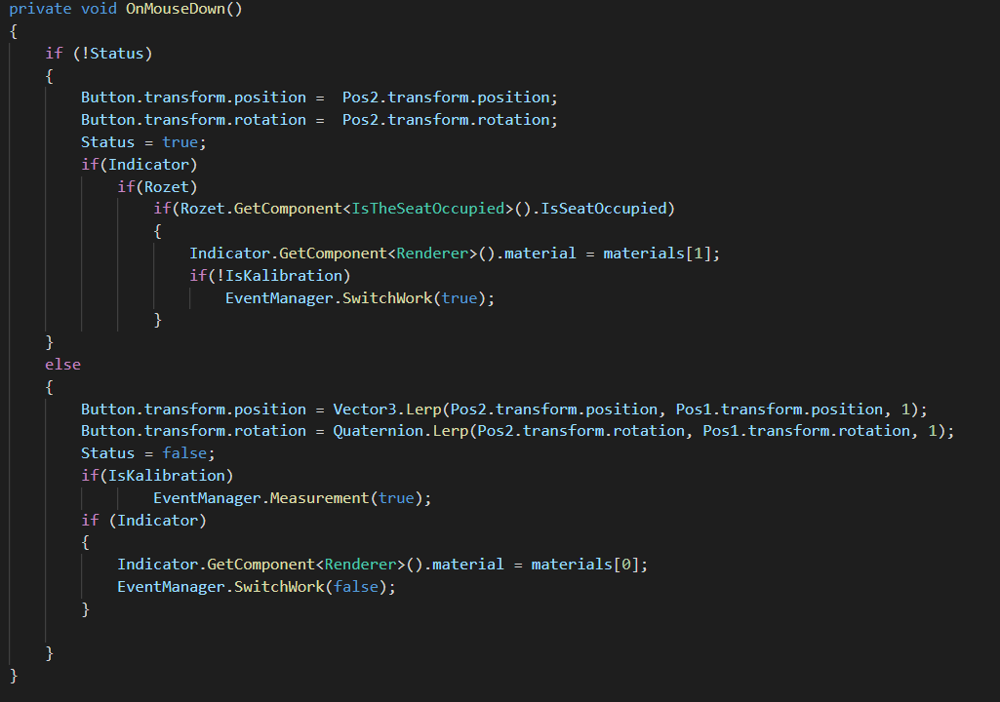 private void OnMouseDown()
{
    if (!Status)
    {
        Button.transform.position =  Pos2.transform.position;
        Button.transform.rotation =  Pos2.transform.rotation;
        Status = true;
        if(Indicator)
            if(Rozet)
                if(Rozet.GetComponent<IsTheSeatOccupied>().IsSeatOccupied)
                {
                    Indicator.GetComponent<Renderer>().material = materials[1];
                    if(!IsKalibration)
                        EventManager.SwitchWork(true);
                }
    }
    else
    {
        Button.transform.position = Vector3.Lerp(Pos2.transform.position, Pos1.transform.position, 1);
        Button.transform.rotation = Quaternion.Lerp(Pos2.transform.rotation, Pos1.transform.rotation, 1);
        Status = false;
        if(IsKalibration)
                EventManager.Measurement(true);
        if (Indicator)
        {
            Indicator.GetComponent<Renderer>().material = materials[0];
            EventManager.SwitchWork(false);
        }

    }
}